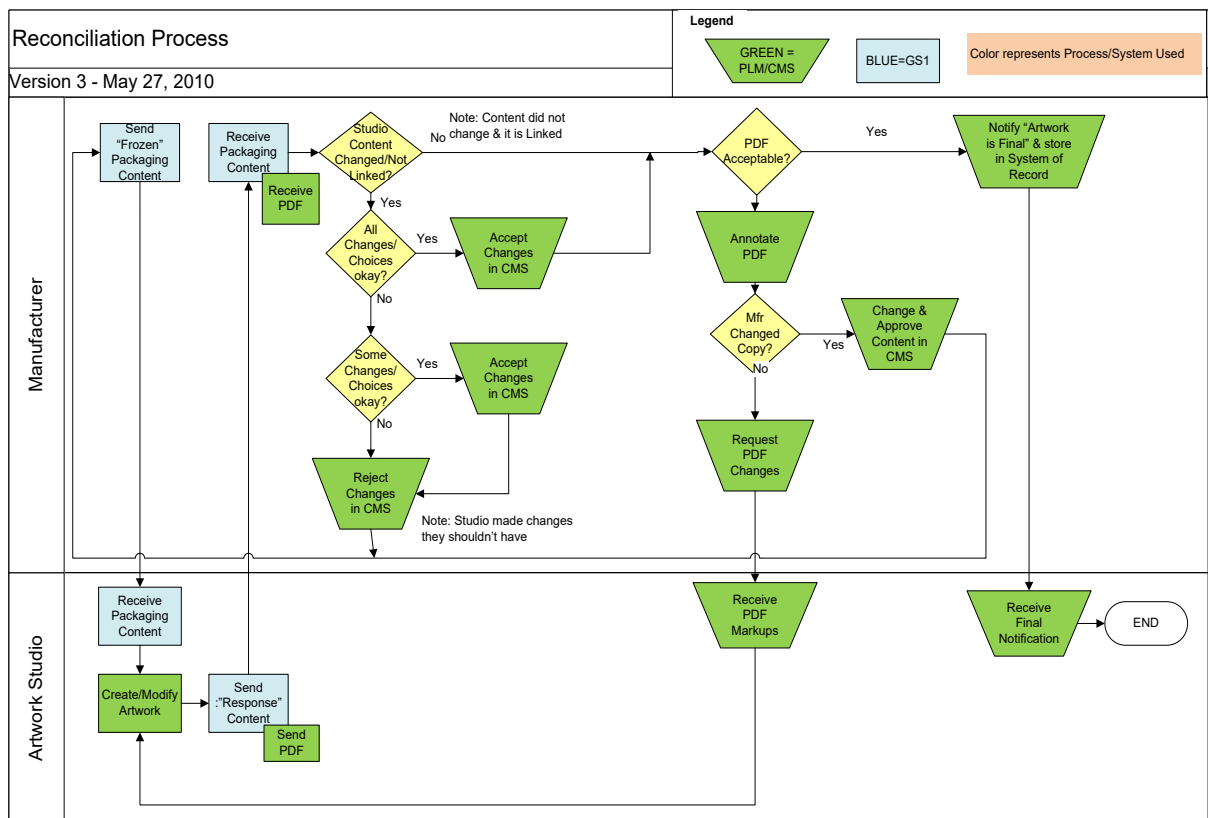 Reconciliation Process
Version 3 - May 27, 2010
Legend
GREEN =
PLM/CMS
BLUE=GS1
Color represents Process/System Used
Manufacturer
Send
“Frozen”
Packaging
Content
Receive
Packaging
Content
Receive
PDF
Studio
Content
Changed/Not
Linked?
No
Note: Content did not
change & it is Linked
PDF
Acceptable?
Yes
Notify “Artwork
is Final” & store
in System of
Record
Yes
All
Changes/
Choices
okay?
Yes
Accept
Changes
in CMS
Annotate
PDF
No
Mfr
Changed
Copy?
Yes
Change &
Approve
Content in
CMS
No
Some
Changes/
Choices
okay?
Yes
Accept
Changes
in CMS
No
Request
PDF
Changes
Reject
Changes
in CMS
Note: Studio made changes
they shouldn’t have
Artwork Studio
Receive
Packaging
Content
Receive
PDF
Markups
Receive
Final
Notification
END
Create/Modify
Artwork
Send
:”Response”
Content
Send
PDF